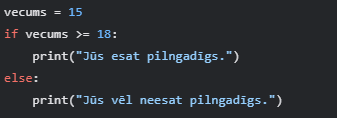 vecums = 15
if vecums >= 18:
    print("Jūs esat pilngadīgs.")
else:
    print("Jūs vēl neesat pilngadīgs.")